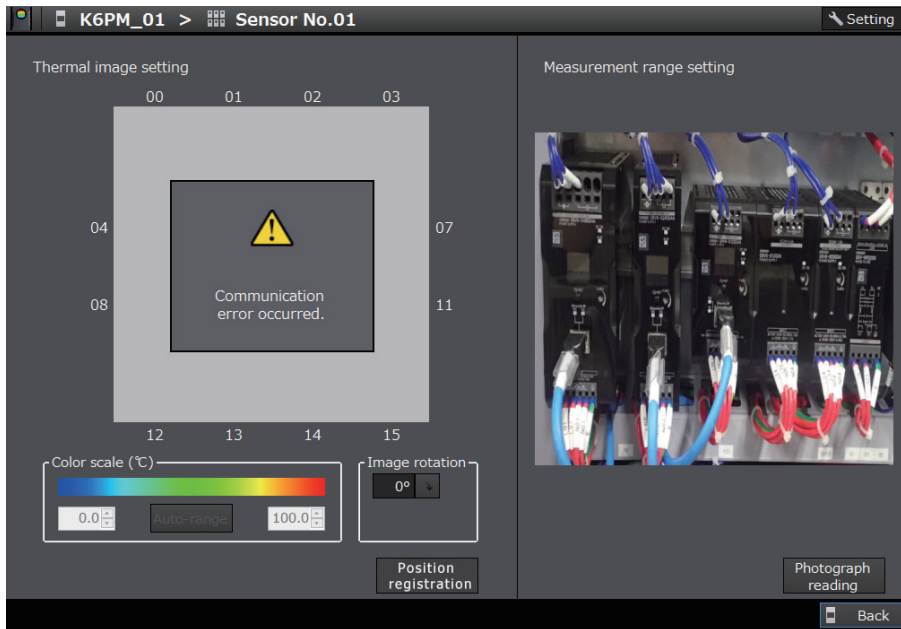 K6PM_01 > Sensor No.01
Setting
Thermal image setting
00 01 02 03
04 07
Communication
error occurred.
08 11
12 13 14 15
Color scale (℃)
0.0 Auto-range 100.0
Image rotation
0°
Position
registration
Measurement range setting
Photograph
reading
Back